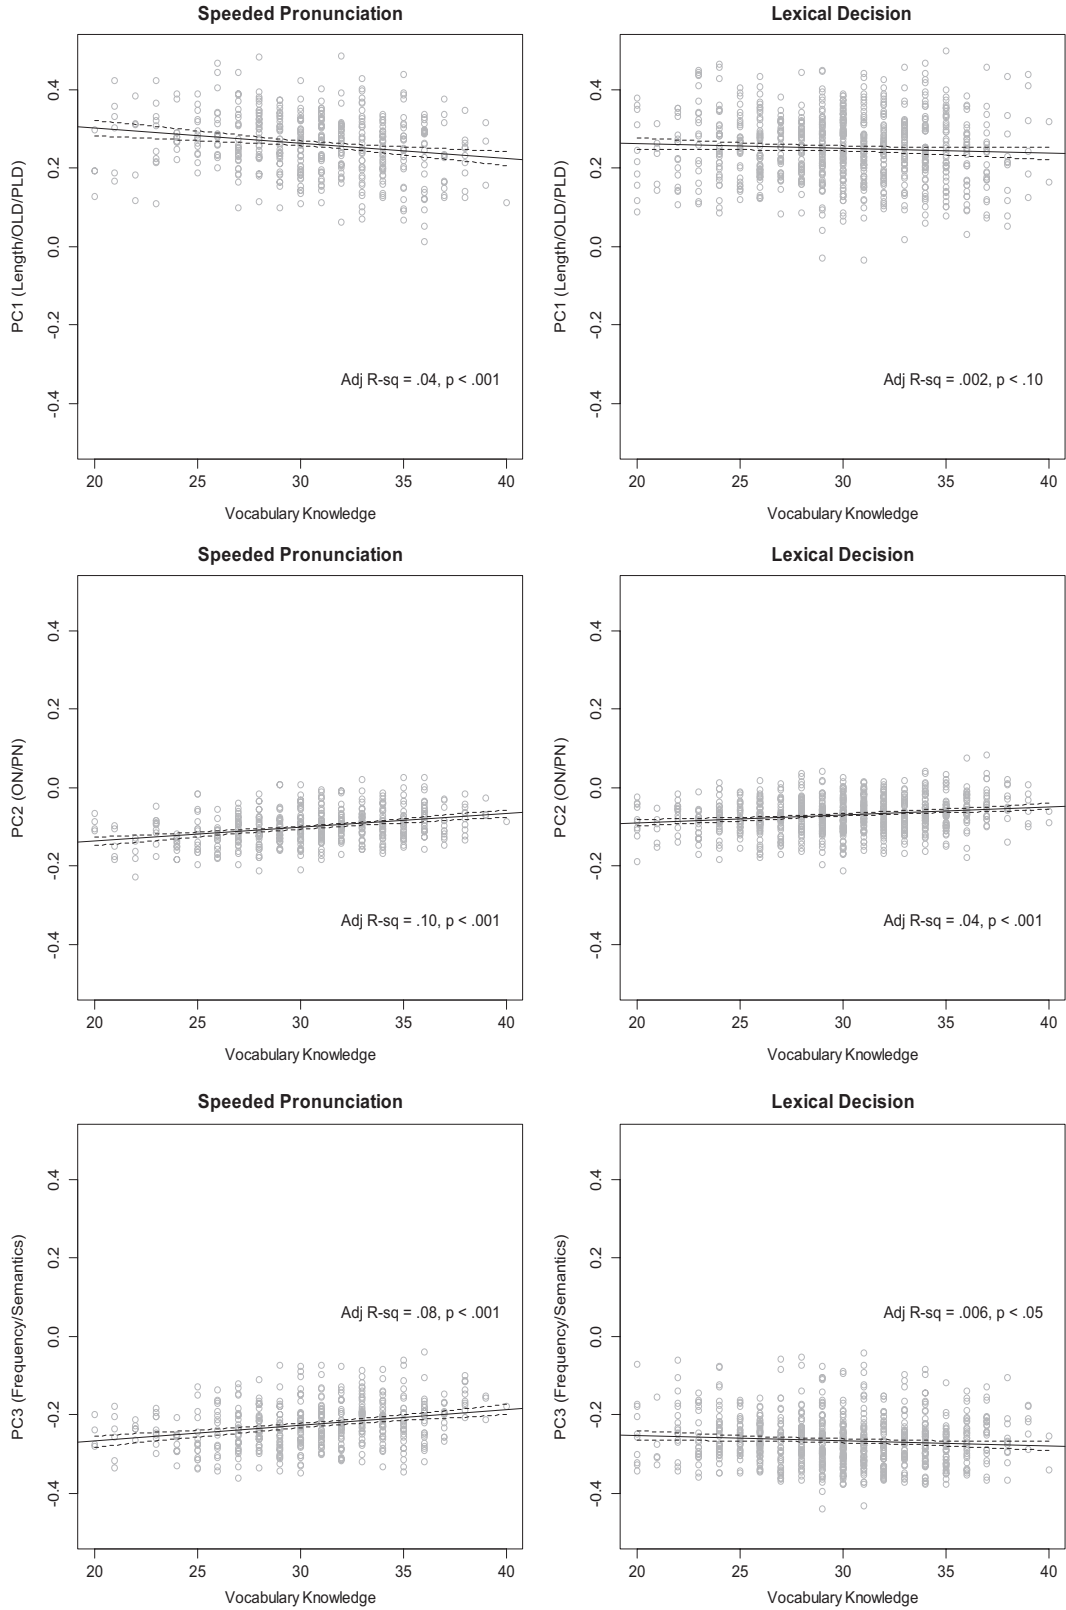 Speeded Pronunciation
PC1 (Length/OLD/PLD)
0.4
0.2
0.0
-0.2
-0.4
Adj R-sq = .04, p < .001
20 25 30 35 40
Vocabulary Knowledge
Lexical Decision
PC1 (Length/OLD/PLD)
0.4
0.2
0.0
-0.2
-0.4
Adj R-sq = .002, p < .10
20 25 30 35 40
Vocabulary Knowledge
Speeded Pronunciation
PC2 (ON/PN)
0.4
0.2
0.0
-0.2
-0.4
Adj R-sq = .10, p < .001
20 25 30 35 40
Vocabulary Knowledge
Lexical Decision
PC2 (ON/PN)
0.4
0.2
0.0
-0.2
-0.4
Adj R-sq = .04, p < .001
20 25 30 35 40
Vocabulary Knowledge
Speeded Pronunciation
PC3 (Frequency/Semantics)
0.4
0.2
0.0
-0.2
-0.4
Adj R-sq = .08, p < .001
20 25 30 35 40
Vocabulary Knowledge
Lexical Decision
PC3 (Frequency/Semantics)
0.4
0.2
0.0
-0.2
-0.4
Adj R-sq = .006, p < .05
20 25 30 35 40
Vocabulary Knowledge